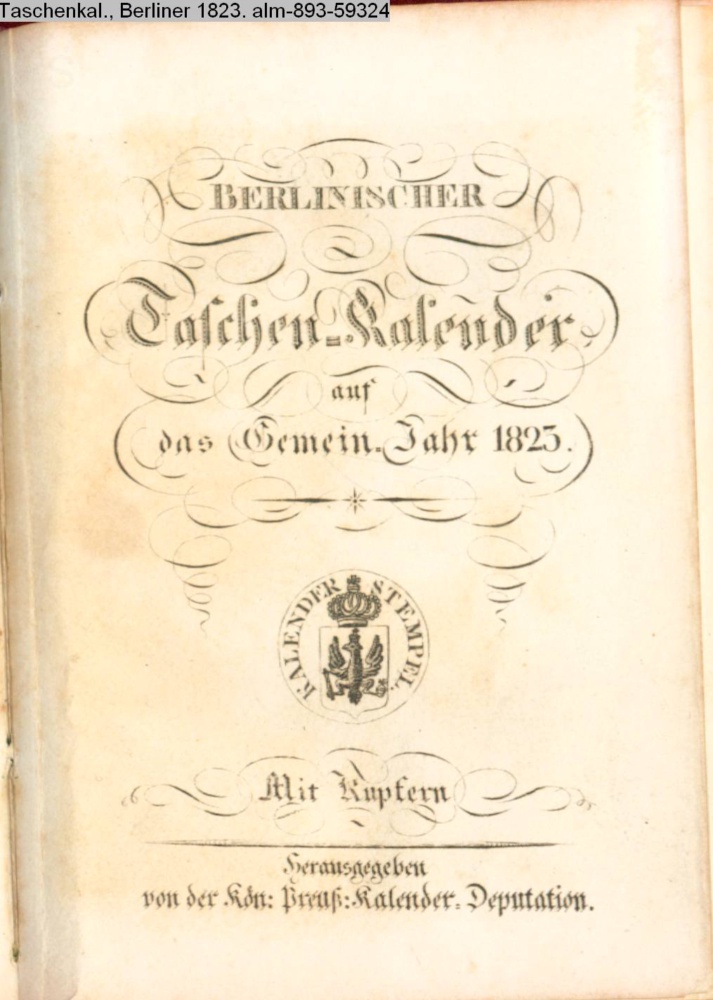 Taschenkal., Berliner 1823. alm-893-59324
BERLINISCHER
Taschen-Kalender
auf
das Gemein-Jahr 1823.
KALENDER STEMPEL
Mit Kupfern
Herausgegeben
von der Kön: Preuß: Kalender-Deputation.